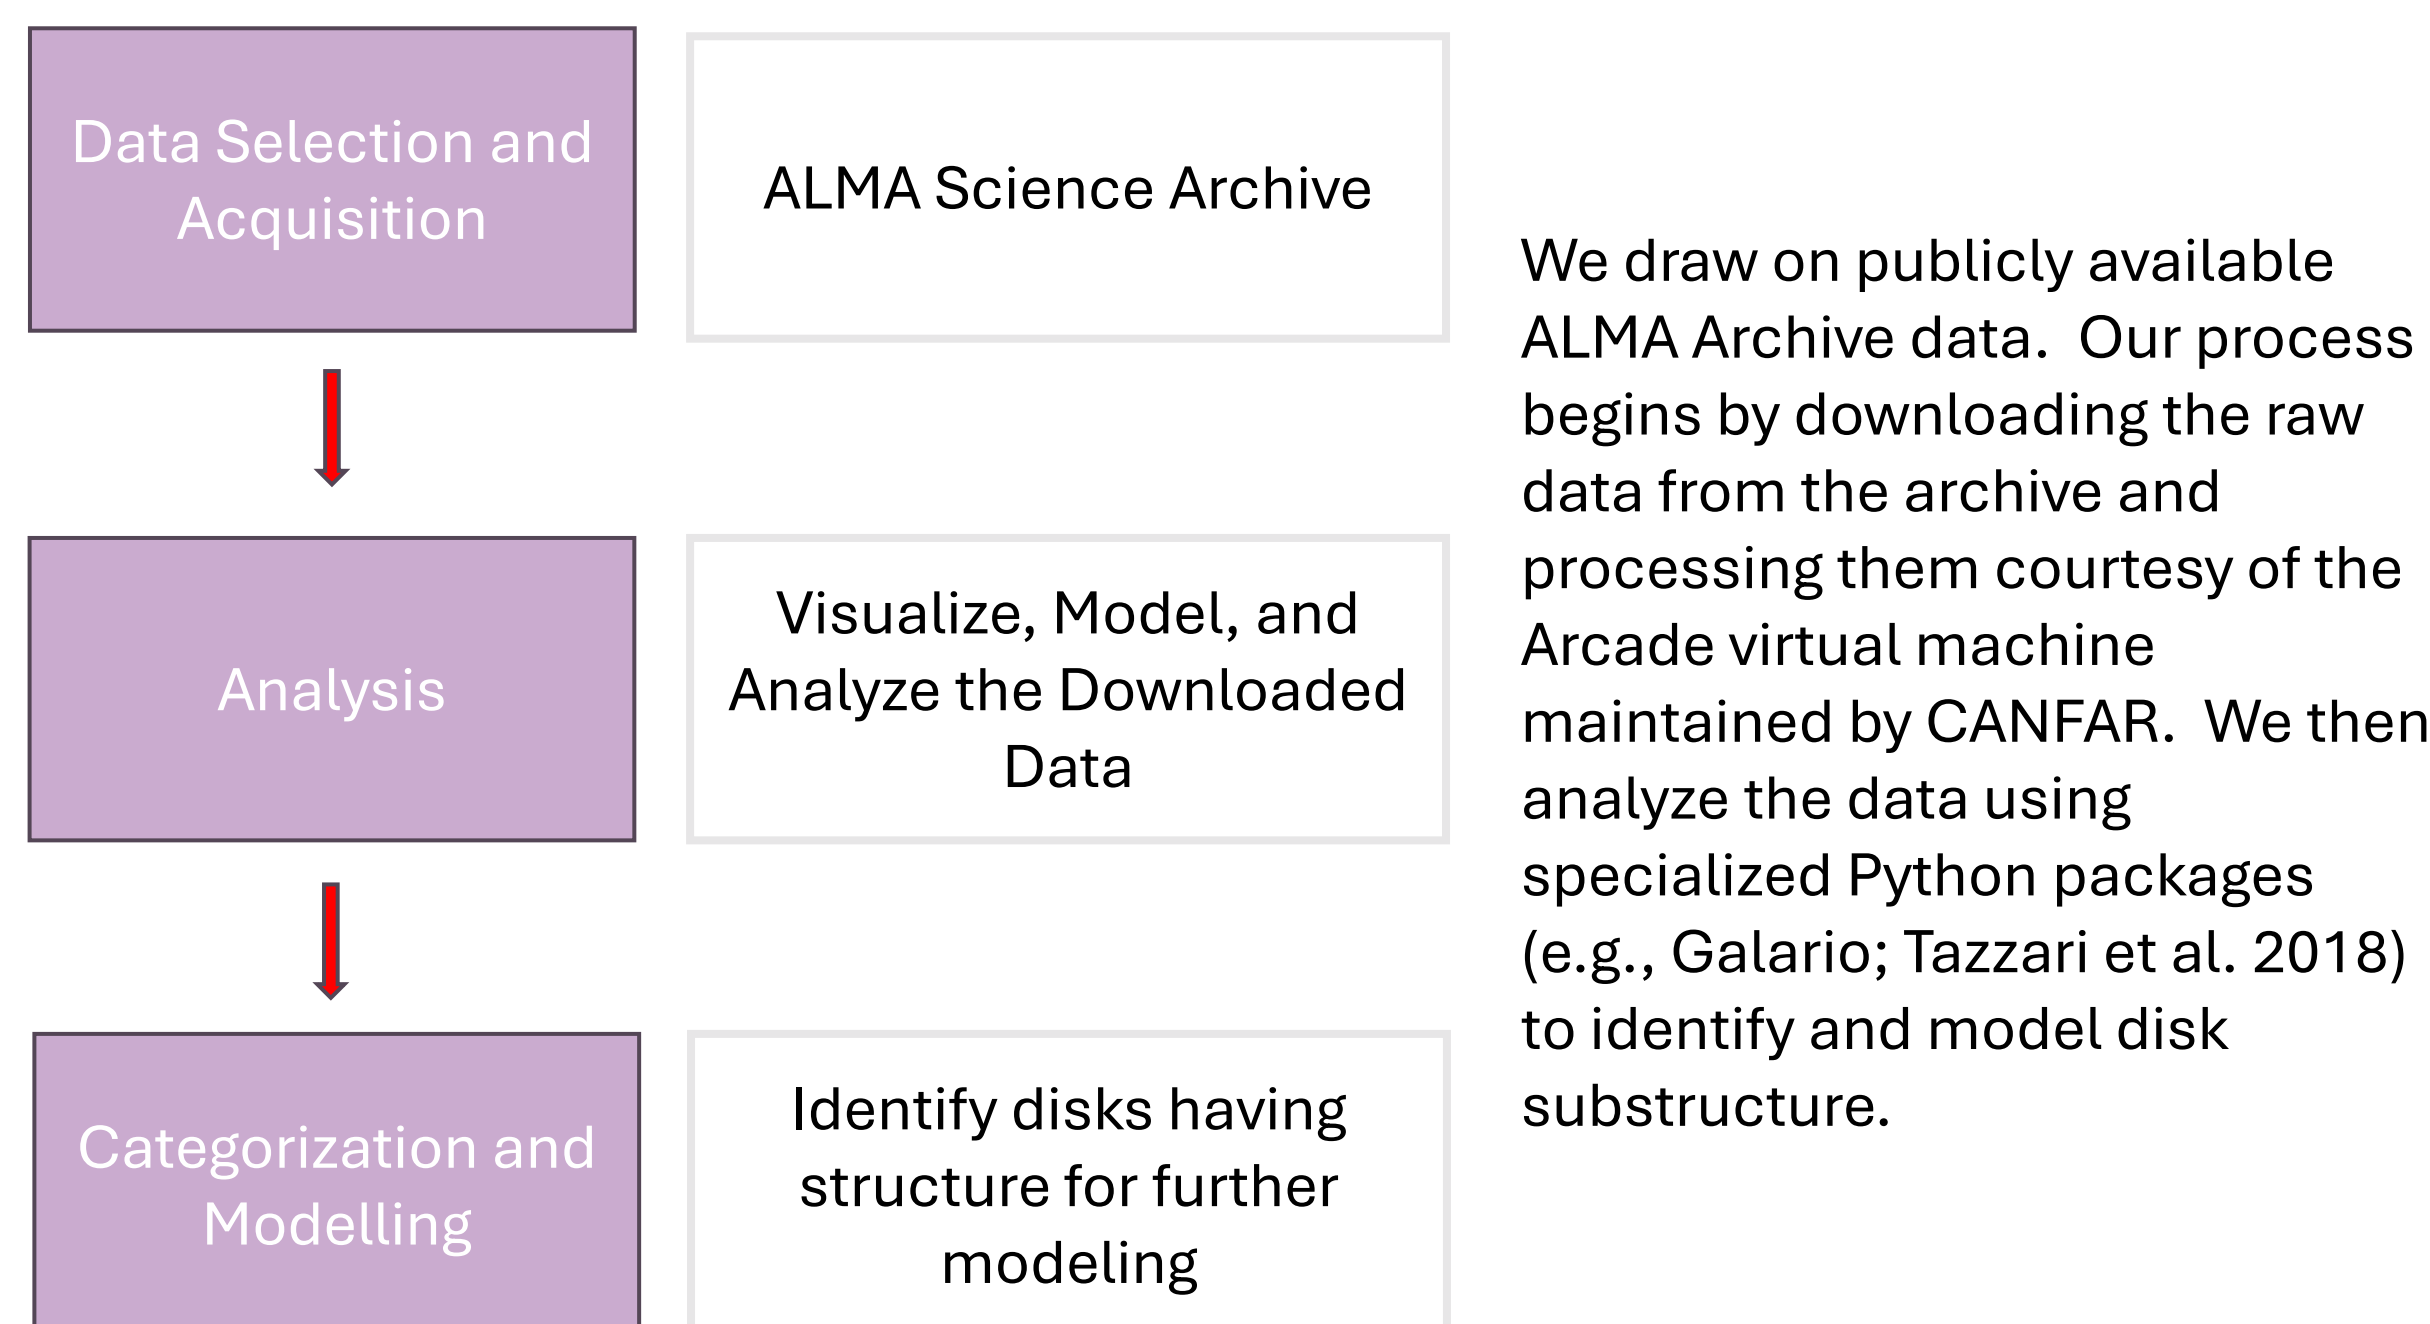 Data Selection and
Acquisition
ALMA Science Archive
Analysis
Visualize, Model, and
Analyze the Downloaded
Data
Categorization and
Modelling
Identify disks having
structure for further
modeling
We draw on publicly available
ALMA Archive data.  Our process
begins by downloading the raw
data from the archive and
processing them courtesy of the
Arcade virtual machine
maintained by CANFAR.  We then
analyze the data using
specialized Python packages
(e.g., Galario; Tazzari et al. 2018)
to identify and model disk
substructure.